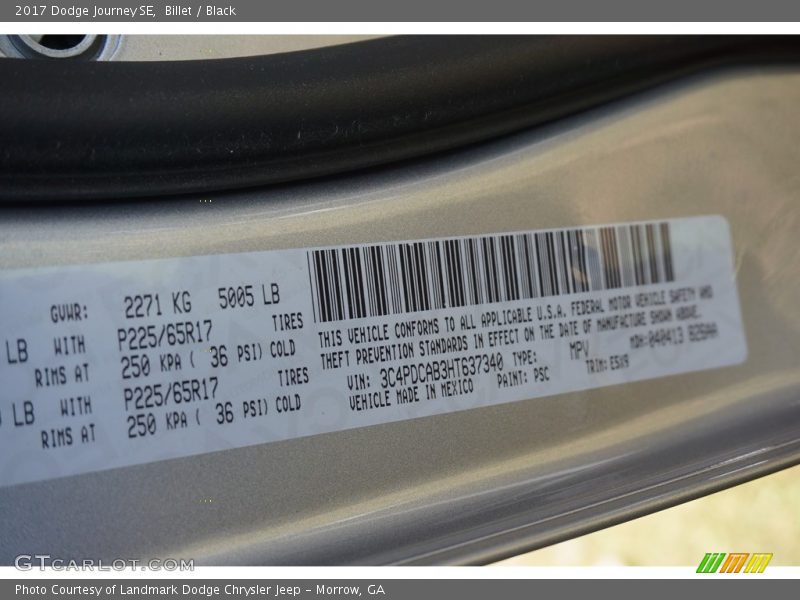 2017 Dodge Journey SE, Billet / Black
GVWR: 2271 KG 5005 LB
LB WITH P225/65R17 TIRES
RIMS AT 250 KPA ( 36 PSI) COLD
LB WITH P225/65R17 TIRES
RIMS AT 250 KPA ( 36 PSI) COLD
THIS VEHICLE CONFORMS TO ALL APPLICABLE U.S.A. FEDERAL MOTOR VEHICLE SAFETY AND
THEFT PREVENTION STANDARDS IN EFFECT ON THE DATE OF MANUFACTURE SHOWN ABOVE.
VIN: 3C4PDCAB3HT637340 TYPE: MPV MDH: 040413
VEHICLE MADE IN MEXICO PAINT: PSC TRIM: E5X9
GTCARLOT.COM
Photo Courtesy of Landmark Dodge Chrysler Jeep – Morrow, GA